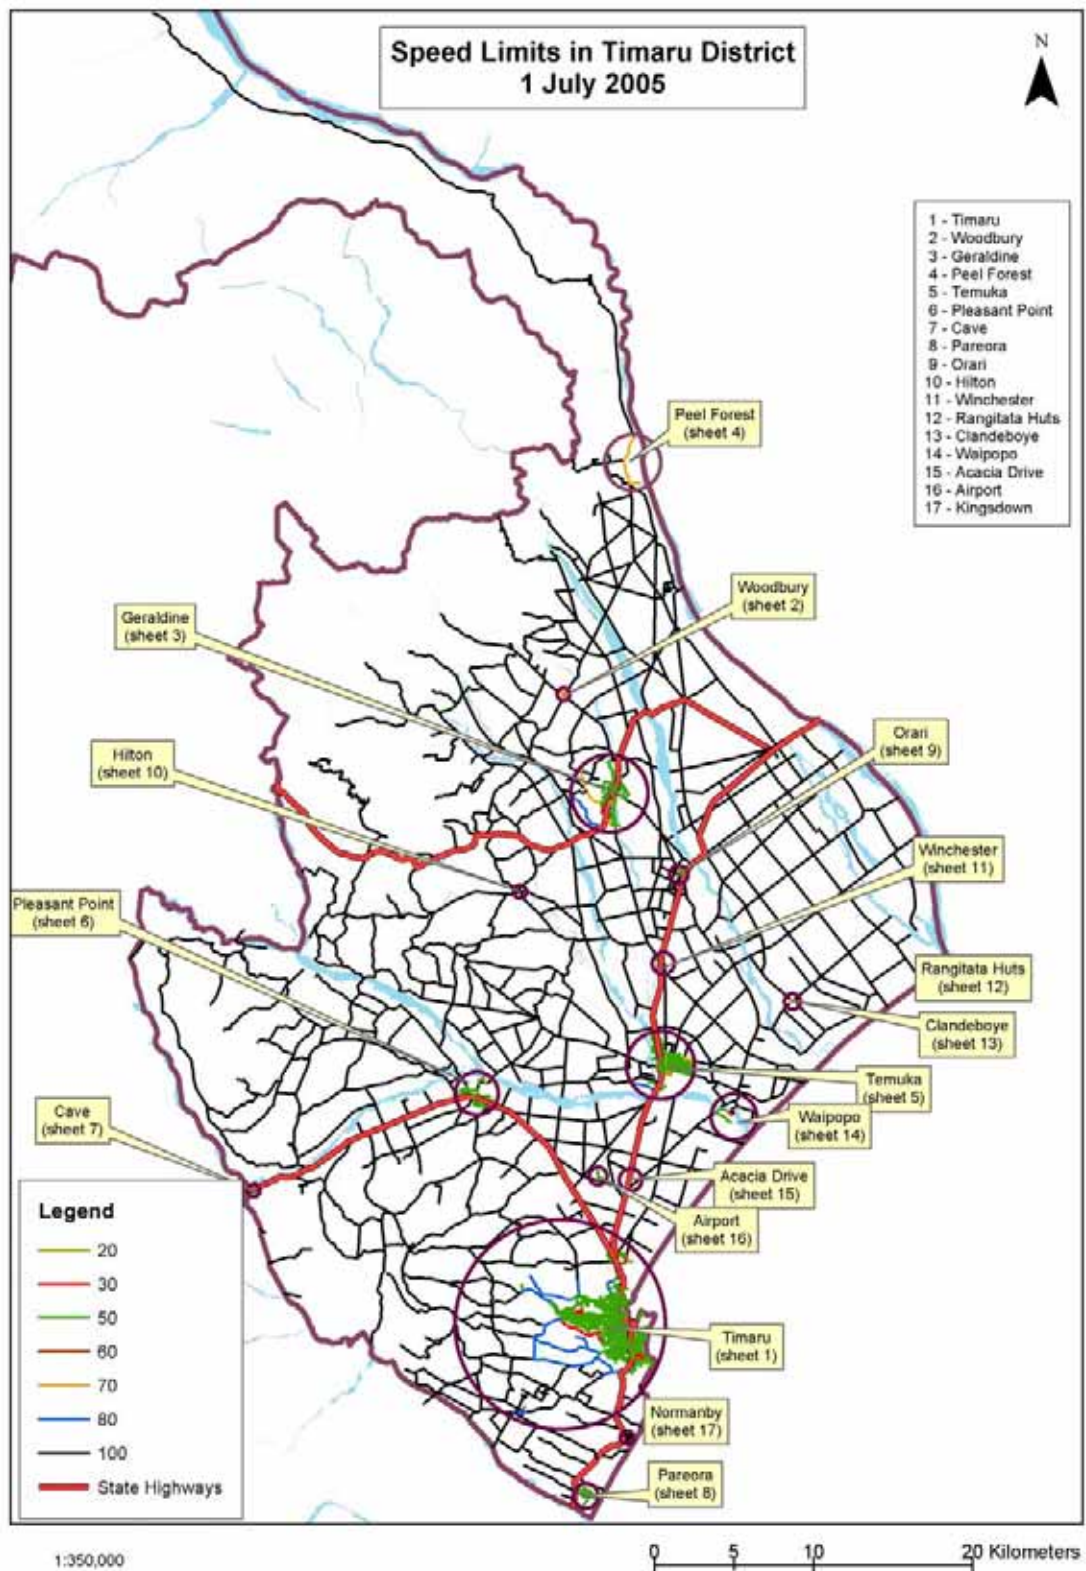 Speed Limits in Timaru District
1 July 2005
N
1 - Timaru
2 - Woodbury
3 - Geraldine
4 - Peel Forest
5 - Temuka
6 - Pleasant Point
7 - Cave
8 - Pareora
9 - Orari
10 - Hilton
11 - Winchester
12 - Rangitata Huts
13 - Clandeboye
14 - Waipopo
15 - Acacia Drive
16 - Airport
17 - Kingsdown
Peel Forest
(sheet 4)
Woodbury
(sheet 2)
Geraldine
(sheet 3)
Orari
(sheet 9)
Hilton
(sheet 10)
Winchester
(sheet 11)
Pleasant Point
(sheet 6)
Rangitata Huts
(sheet 12)
Clandeboye
(sheet 13)
Temuka
(sheet 5)
Cave
(sheet 7)
Waipopo
(sheet 14)
Acacia Drive
(sheet 15)
Airport
(sheet 16)
Timaru
(sheet 1)
Normanby
(sheet 17)
Pareora
(sheet 8)
Legend
20
30
50
60
70
80
100
State Highways
1:350,000
0 5 10 20 Kilometers